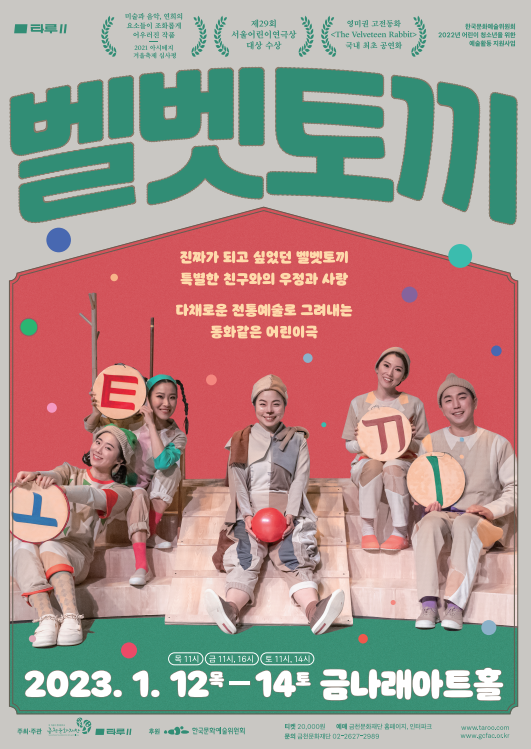 타루
미술과 음악, 연희의
요소들이 조화롭게
어우러진 작품
2021 아시테지
겨울축제 심사평
제29회
서울어린이연극상
대상 수상
영미권 고전동화
<The Velveteen Rabbit>
국내 최초 공연화
한국문화예술위원회
2022년 어린이 청소년을 위한
예술활동 지원사업
벨벳토끼
진짜가 되고 싶었던 벨벳토끼
특별한 친구와의 우정과 사랑
다채로운 전통예술로 그려내는
동화같은 어린이극
ㅌ
ㅗ
ㄲ
ㅣ
목 11시 금 11시, 16시 토 11시, 14시
2023. 1. 12목 – 14토 금나래아트홀
주최·주관 금천문화재단 타루 후원 한국문화예술위원회
티켓 20,000원 예매 금천문화재단 홈페이지, 인터파크
문의 금천문화재단 02-2627-2989
www.taroo.com
www.gcfac.or.kr